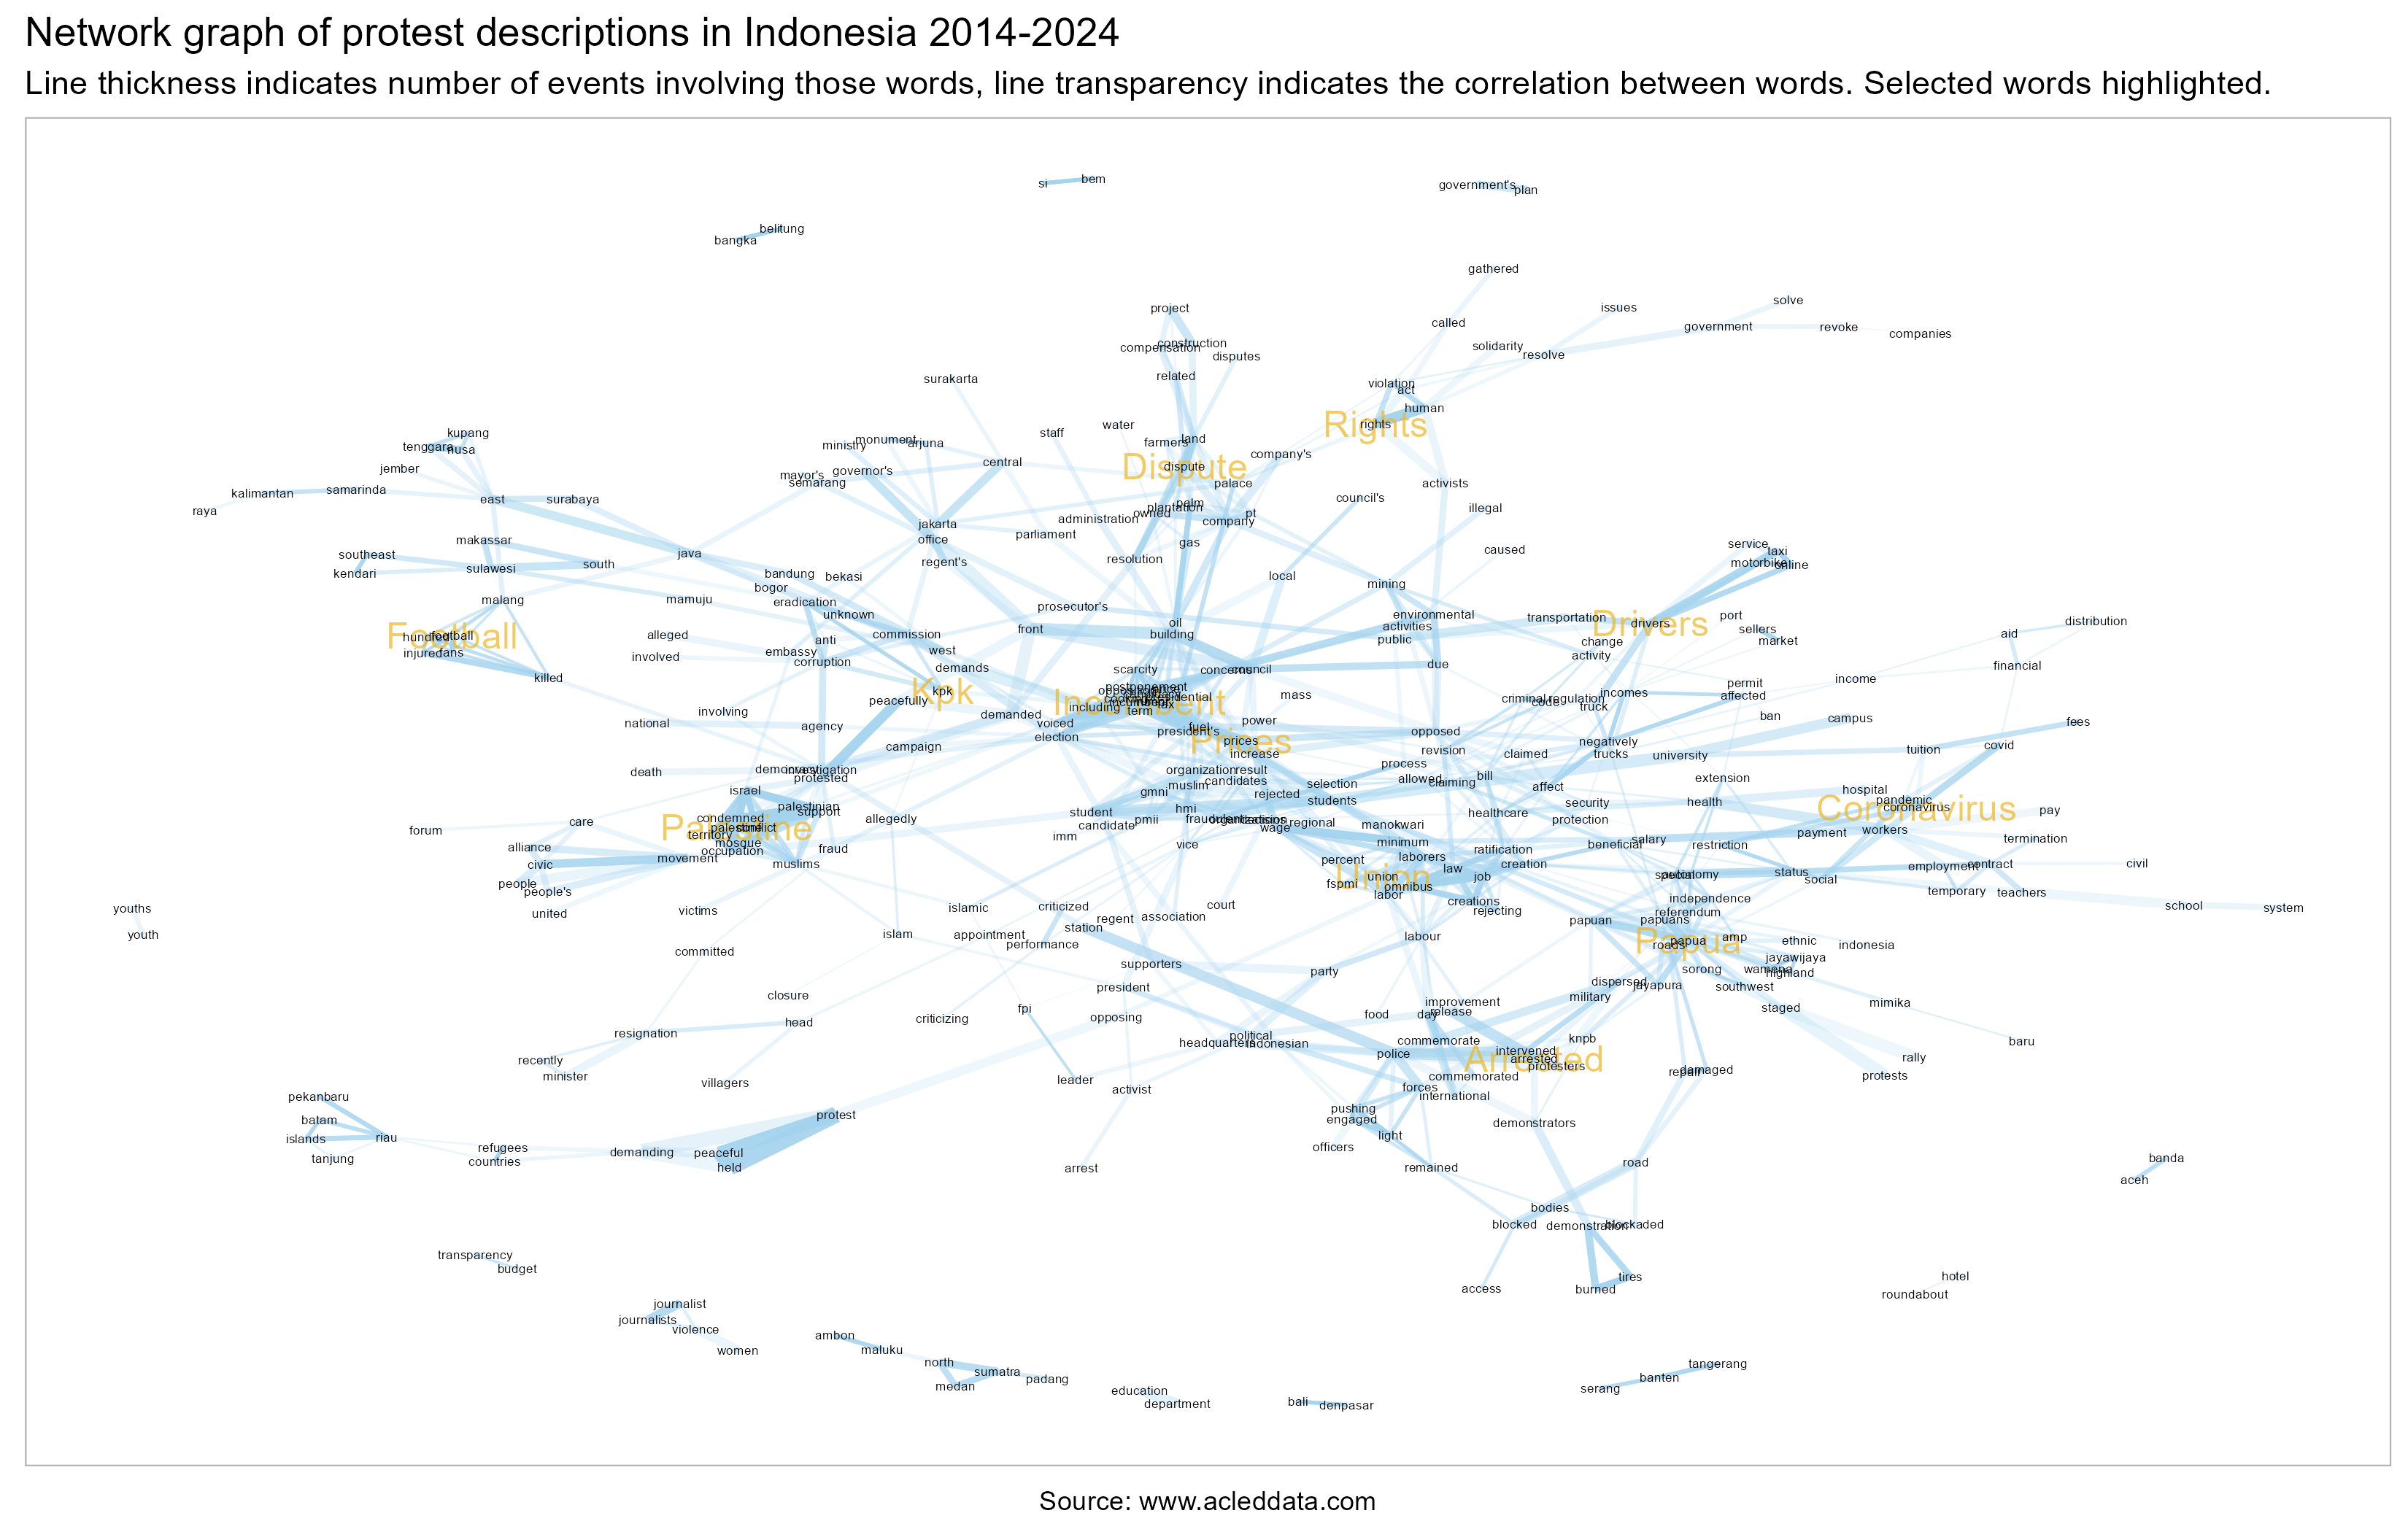 Network graph of protest descriptions in Indonesia 2014-2024
Line thickness indicates number of events involving those words, line transparency indicates the correlation between words. Selected words highlighted.
si
bem
government's
plan
belitung
bangka
gathered
solve
project
issues
called
government
revoke
companies
construction
compensation
solidarity
disputes
resolve
related
surakarta
violation
act
human
Rights
rights
water
staff
kupang
tenggara
nusa
ministry
monument
arjuna
farmers
land
company's
central
Dispute
dispute
jember
mayor's
governor's
semarang
palace
activists
kalimantan
samarinda
east
surabaya
council's
raya
palm
plantation
owned
pt
illegal
administration
company
jakarta
parliament
office
makassar
gas
caused
southeast
java
resolution
service
taxi
motorbike
online
regent's
kendari
sulawesi
south
bandung
bekasi
local
mining
bogor
malang
mamuju
eradication
prosecutor's
unknown
environmental
transportation
port
Drivers
drivers
distribution
activities
oil
front
building
sellers
market
aid
Football
hundred
football
alleged
anti
commission
public
change
injured
fans
involved
embassy
corruption
west
activity
demands
scarcity
concerns
council
due
financial
killed
income
permit
Kpk
kpk
postponement
mass
criminal
regulation
incomes
affected
code
peacefully
Incumbent
including
tax
term
truck
demanded
ban
campus
national
involving
agency
voiced
power
fees
election
president's
fuel
opposed
Prices
prices
increase
campaign
revision
claimed
negatively
trucks
university
tuition
covid
process
death
democracy
investigation
protested
organization
result
candidates
allowed
claiming
bill
extension
israel
muslim
selection
affect
hospital
gmni
rejected
students
security
health
pandemic
Coronavirus
coronavirus
palestinian
support
hmi
student
pay
healthcare
condemned
allegedly
pmii
protection
care
Palestine
palestine
conflict
candidate
wage
regional
manokwari
forum
territory
imm
payment
workers
mosque
vice
minimum
salary
termination
alliance
occupation
fraud
beneficial
restriction
movement
muslims
percent
laborers
ratification
civic
law
creation
employment
contract
civil
people
people's
Union
union
fspmi
omnibus
job
special
autonomy
status
social
labor
temporary
teachers
united
victims
islamic
criticized
court
creations
independence
school
system
youths
association
regent
rejecting
referendum
papuans
papuan
youth
islam
appointment
station
performance
labour
Papua
papua
roads
amp
ethnic
indonesia
committed
jayawijaya
supporters
party
sorong
wamena
highland
closure
president
dispersed
jayapura
southwest
military
fpi
improvement
mimika
staged
head
criticizing
opposing
food
day
release
resignation
political
headquarters
indonesian
commemorate
knpb
baru
recently
police
Arrested
intervened
arrested
protesters
rally
minister
villagers
leader
commemorated
repair
damaged
protests
activist
forces
international
pekanbaru
pushing
engaged
protest
batam
demonstrators
islands
riau
light
refugees
officers
demanding
peaceful
tanjung
countries
held
arrest
remained
road
banda
aceh
bodies
blocked
demonstration
blockaded
transparency
budget
tires
access
burned
hotel
roundabout
journalist
journalists
violence
ambon
women
maluku
north
sumatra
padang
medan
tangerang
banten
serang
education
department
bali
denpasar
Source: www.acleddata.com